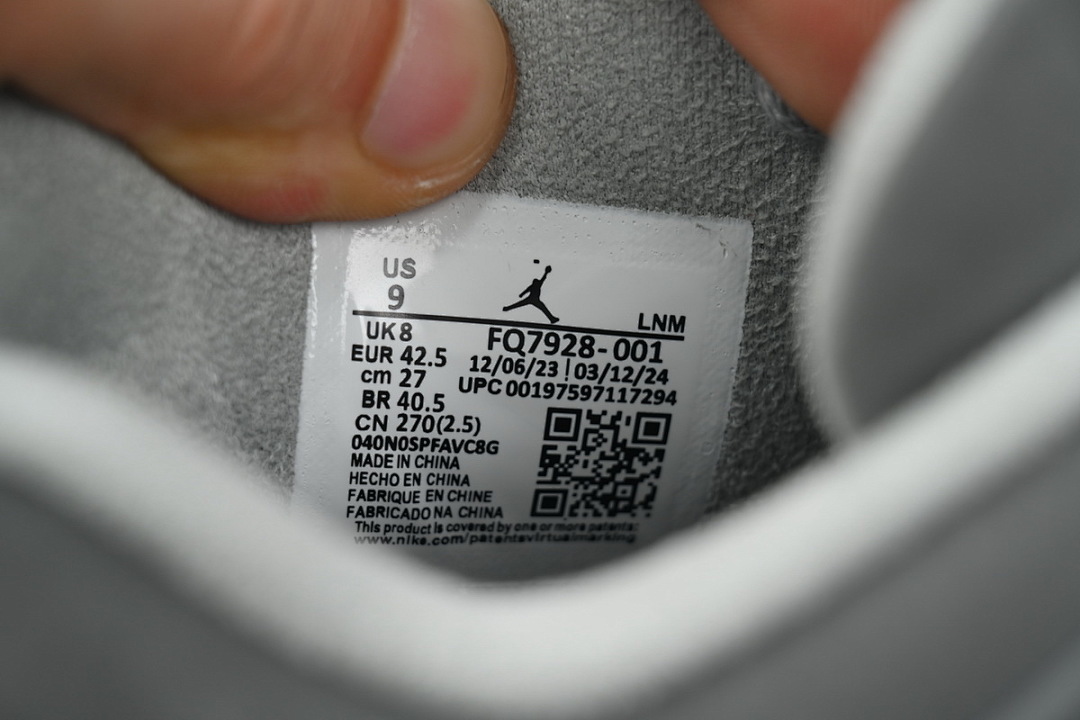 US
9
LNM
UK 8
FQ7928-001
EUR 42.5
12/06/23 | 03/12/24
cm 27
UPC 00197597117294
BR 40.5
CN 270(2.5)
040N0SPFAVC8G
MADE IN CHINA
HECHO EN CHINA
FABRIQUE EN CHINE
FABRICADO NA CHINA
This product is covered by one or more patents:
www.nike.com/patentsvirtualmarking